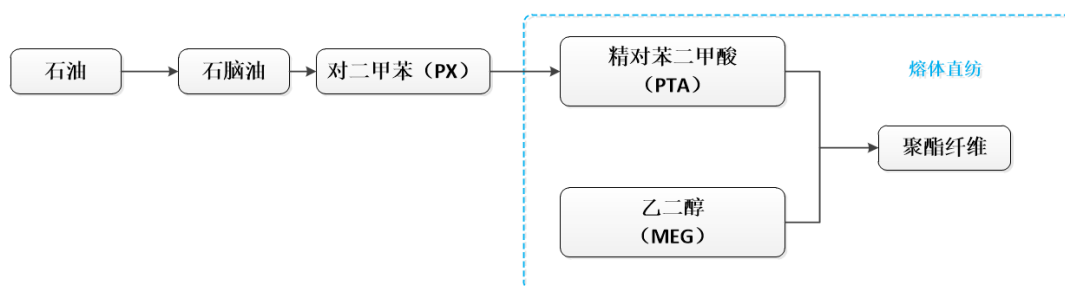 石油
石脑油
对二甲苯（PX）
精对苯二甲酸
（PTA）
熔体直纺
聚酯纤维
乙二醇
（MEG）